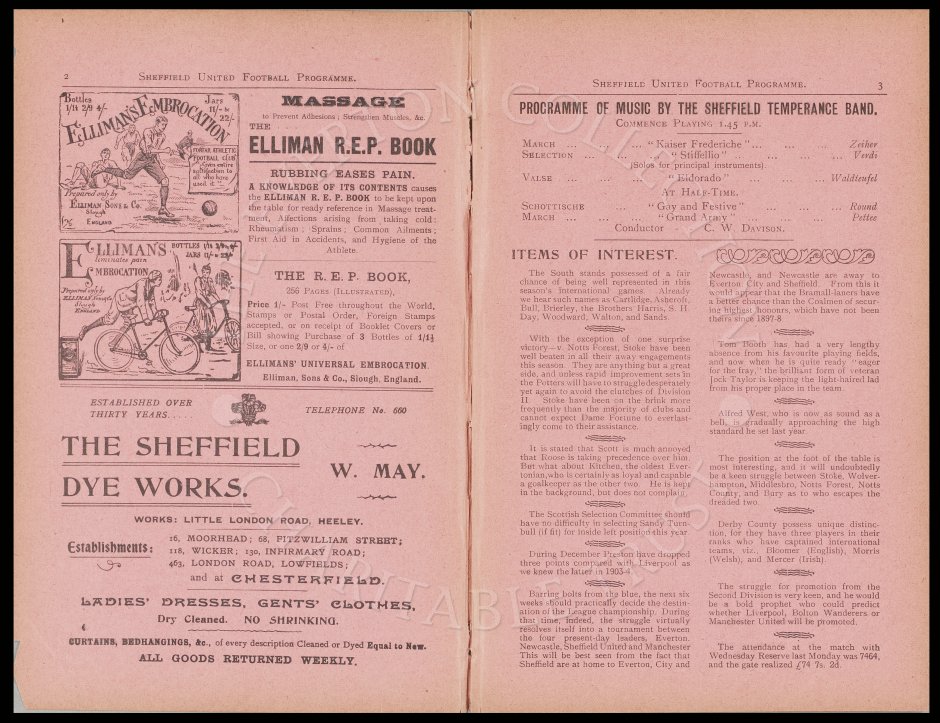 2
SHEFFIELD UNITED FOOTBALL PROGRAMME.
Bottles
1/1½ 2/9 4/-
Jars
11/- &
22/-
ELLIMAN'S EMBROCATION
FORFAR ATHLETIC
FOOTBALL CLUB
Prepared only by
ELLIMAN SONS & Co.
Slough
ENGLAND
ELLIMAN'S
eliminates pain
EMBROCATION
BOTTLES 1/1½ 2/9 4/-
JARS 11/- & 22/-
Prepared only by
ELLIMAN Sons & Co
Slough
ENGLAND
MASSAGE
to Prevent Adhesions; Strengthen Muscles, &c.
THE
ELLIMAN R.E.P. BOOK
RUBBING EASES PAIN.
A KNOWLEDGE OF ITS CONTENTS causes
the ELLIMAN R. E. P. BOOK to be kept upon
the table for ready reference in Massage treat-
ment, Affections arising from taking cold;
Rheumatism; Sprains; Common Ailments;
First Aid in Accidents, and Hygiene of the
Athlete.
THE R. E. P. BOOK,
256 PAGES (ILLUSTRATED),
Price 1/- Post Free throughout the World,
Stamps or Postal Order, Foreign Stamps
accepted, or on receipt of Booklet Covers or
Bill showing Purchase of 3 Bottles of 1/1½
Size, or one 2/9 or 4/- of
ELLIMANS' UNIVERSAL EMBROCATION.
Elliman, Sons & Co., Slough, England.
ESTABLISHED OVER
THIRTY YEARS.....
TELEPHONE No. 660
THE SHEFFIELD
DYE WORKS.
W. MAY.
WORKS: LITTLE LONDON ROAD, HEELEY.
Establishments:
16, MOORHEAD; 68, FITZWILLIAM STREET;
118, WICKER; 130, INFIRMARY ROAD;
463, LONDON ROAD, LOWFIELDS;
and at CHESTERFIELD.
LADIES' DRESSES, GENTS' CLOTHES,
Dry Cleaned. NO SHRINKING.
CURTAINS, BEDHANGINGS, &c., of every description Cleaned or Dyed Equal to New.
ALL GOODS RETURNED WEEKLY.
SHEFFIELD UNITED FOOTBALL PROGRAMME.
3
PROGRAMME OF MUSIC BY THE SHEFFIELD TEMPERANCE BAND.
COMMENCE PLAYING 1.45 P.M.
MARCH ... ... ... "Kaiser Frederiche" ... ... ... Zeiher
SELECTION ... ... ... "Stiffellio" ... ... ... Verdi
(Solos for principal instruments)
VALSE ... ... ... "Eldorado" ... ... ... Waldteufel
AT HALF-TIME.
SCHOTTISCHE ... ... "Gay and Festive" ... ... ... Round
MARCH ... ... ... "Grand Army" ... ... ... Pettee
Conductor ... C. W. DAVISON.
ITEMS OF INTEREST.
The South stands possessed of a fair
chance of being well represented in this
season's International games. Already
we hear such names as Cartlidge, Ashcroft,
Bull, Brierley, the Brothers Harris, S. H.
Day, Woodward, Walton, and Sands.
With the exception of one surprise
victory—v. Notts Forest, Stoke have been
well beaten in all their away engagements
this season. They are anything but a great
side, and unless rapid improvement sets in
the Potters will have to struggle desperately
yet again to avoid the clutches of Division
II. Stoke have been on the brink more
frequently than the majority of clubs and
cannot expect Dame Fortune to everlast-
ingly come to their assistance.
It is stated that Scott is much annoyed
that Roose is taking precedence over him.
But what about Kitchen, the oldest Ever-
tonian, who is certainly as loyal and capable
a goalkeeper as the other two. He is kept
in the background, but does not complain.
The Scottish Selection Committee should
have no difficulty in selecting Sandy Turn-
bull (if fit) for inside left position this year.
During December Preston have dropped
three points compared with Liverpool as
we knew the latter in 1903-4.
Barring bolts from the blue, the next six
weeks should practically decide the destin-
ation of the League championship. During
that time, indeed, the struggle virtually
resolves itself into a tournament between
the four present-day leaders, Everton,
Newcastle, Sheffield United and Manchester
This will be best seen from the fact that
Sheffield are at home to Everton, City and
Newcastle, and Newcastle are away to
Everton, City and Sheffield. From this it
would appear that the Bramall-laners have
a better chance than the Coalmen of secur-
ing highest honours, which have not been
theirs since 1897-8
Tom Booth has had a very lengthy
absence from his favourite playing fields,
and now when he is quite ready "eager
for the fray," the brilliant form of veteran
Jock Taylor is keeping the light-haired lad
from his proper place in the team.
Alfred West, who is now as sound as a
bell, is gradually approaching the high
standard he set last year.
The position at the foot of the table is
most interesting, and it will undoubtedly
be a keen struggle between Stoke, Wolver-
hampton, Middlesbro, Notts Forest, Notts
County, and Bury as to who escapes the
dreaded two.
Derby County possess unique distinc-
tion, for they have three players in their
ranks who have captained international
teams, viz., Bloomer (English), Morris
(Welsh), and Mercer (Irish).
The struggle for promotion from the
Second Division is very keen, and he would
be a bold prophet who could predict
whether Liverpool, Bolton Wanderers or
Manchester United will be promoted.
The attendance at the match with
Wednesday Reserve last Monday was 7464,
and the gate realized £74 7s. 2d.